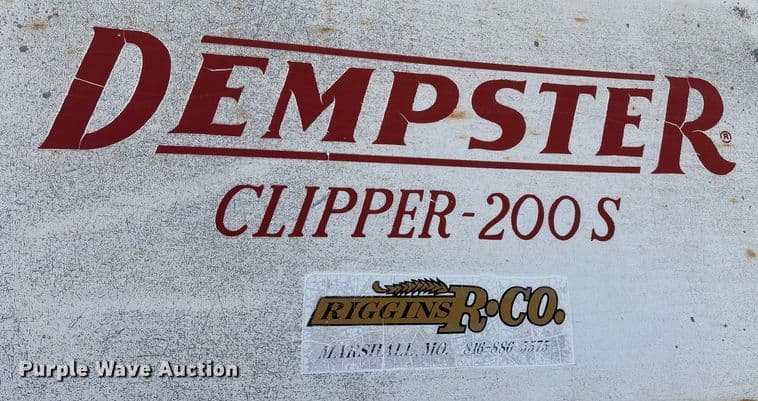 DEMPSTER®
CLIPPER-200 S
RIGGINS R·CO.
MARSHALL, MO. 816-886-5575
Purple Wave Auction